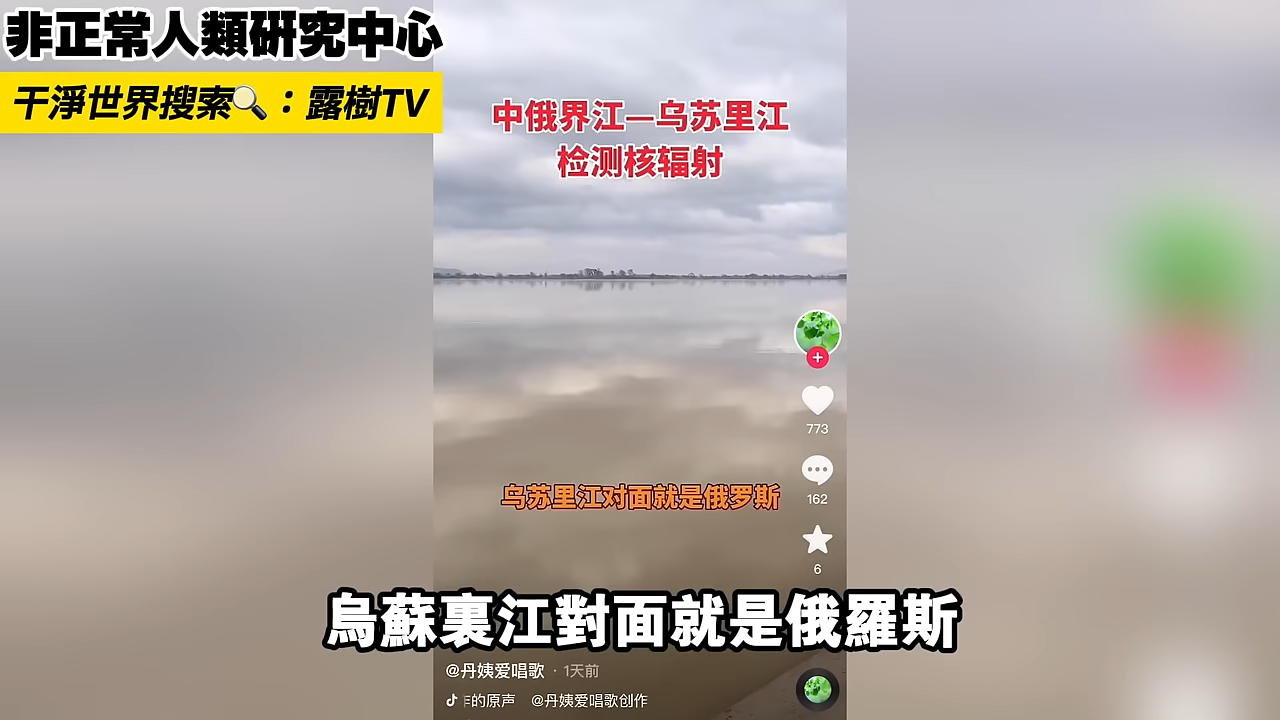 非正常人類研究中心
干淨世界搜索🔍：露樹TV
中俄界江—乌苏里江
检测核辐射
773
162
6
乌苏里江对面就是俄罗斯
烏蘇裏江對面就是俄羅斯
@丹姨爱唱歌 · 1天前
的原声 @丹姨爱唱歌创作